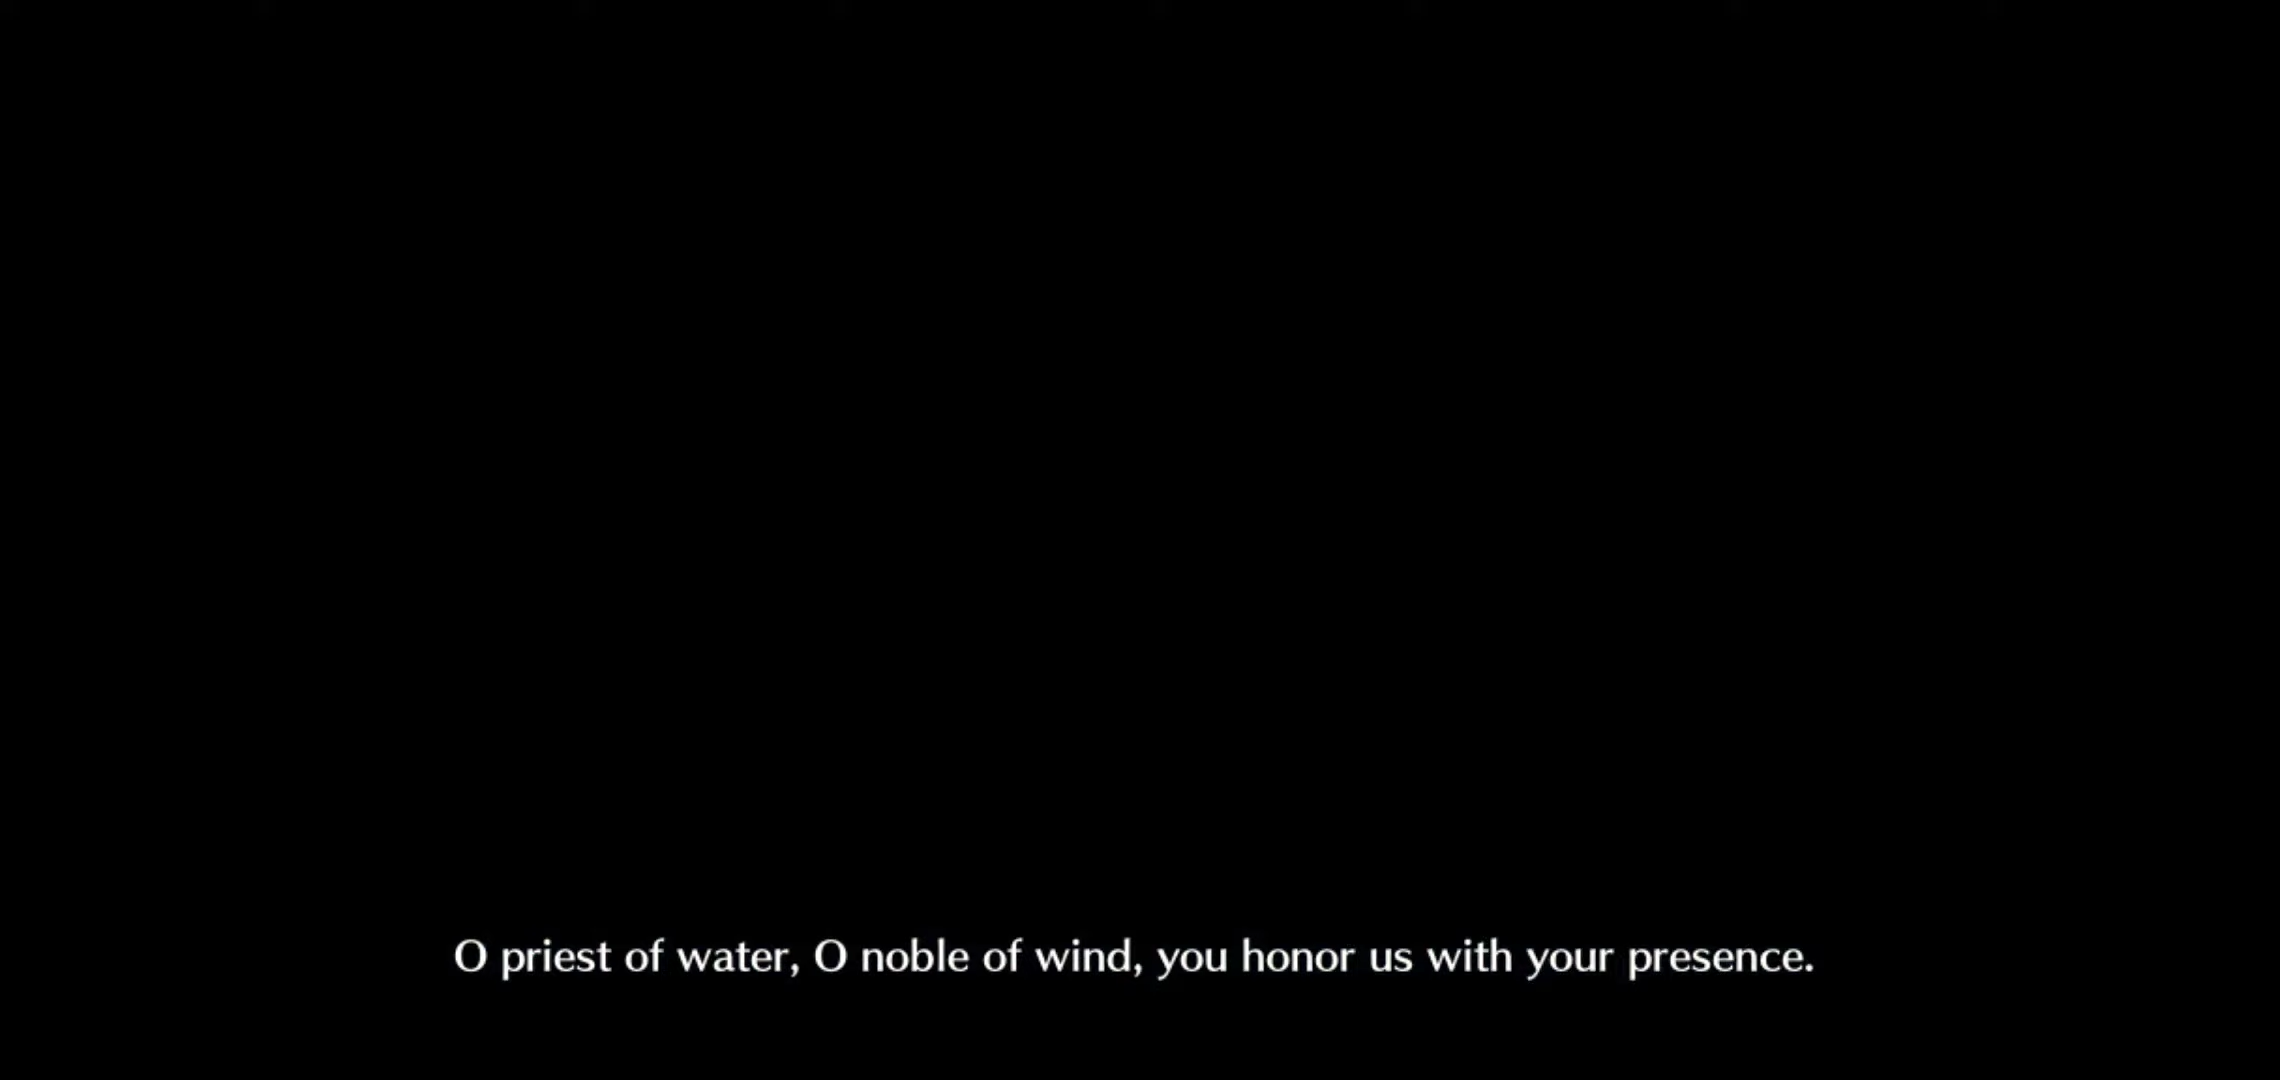 O priest of water, O noble of wind, you honor us with your presence.